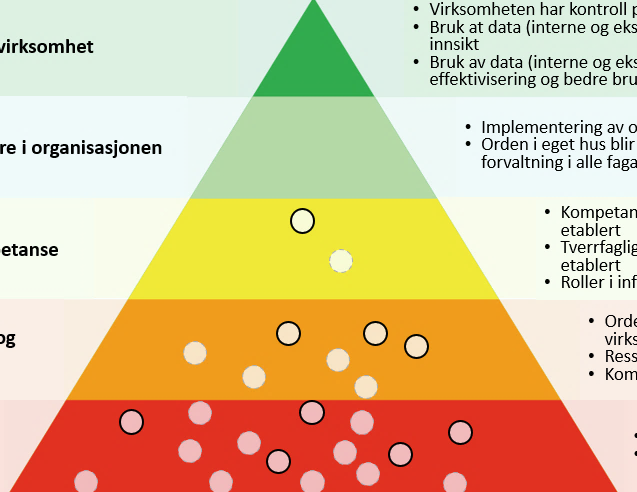 virksomhet
• Virksomheten har kontroll
• Bruk at data (interne og eks
innsikt
• Bruk av data (interne og eks
effektivisering og bedre bru
re i organisasjonen
• Implementering av
• Orden i eget hus blir
forvaltning i alle faga
etanse
• Kompetan
etablert
• Tverrfaglig
etablert
• Roller i inf
og
• Orde
virks
• Ress
• Kom